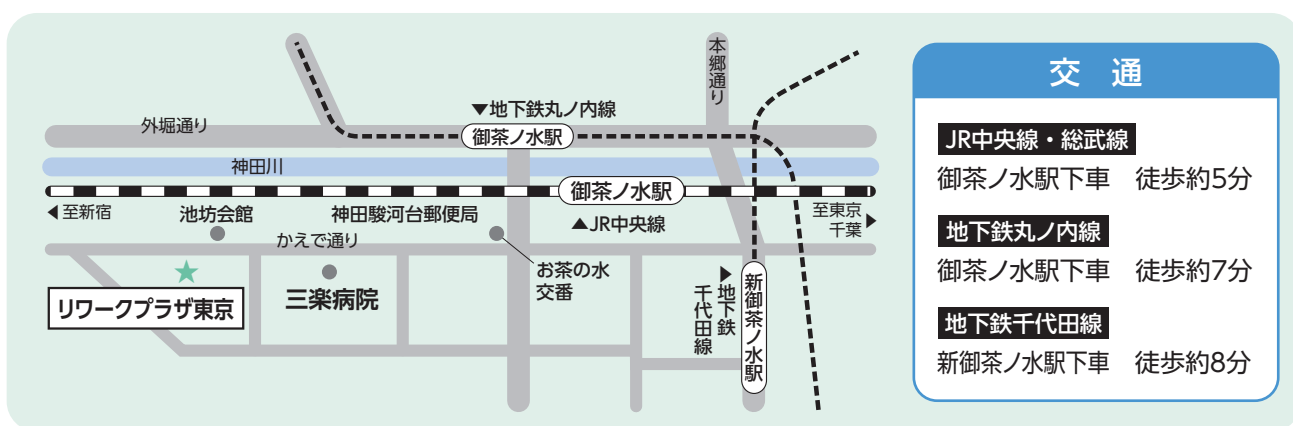 本郷通り
▼地下鉄丸ノ内線
外堀通り
御茶ノ水駅
神田川
御茶ノ水駅
◀至新宿
池坊会館
神田駿河台郵便局
▲JR中央線
至東京
千葉▶
かえで通り
お茶の水
交番
★
リワークプラザ東京
三楽病院
▼地下鉄
千代田線
新御茶ノ水駅
交通
JR中央線・総武線
御茶ノ水駅下車 徒歩約5分
地下鉄丸ノ内線
御茶ノ水駅下車 徒歩約7分
地下鉄千代田線
新御茶ノ水駅下車 徒歩約8分